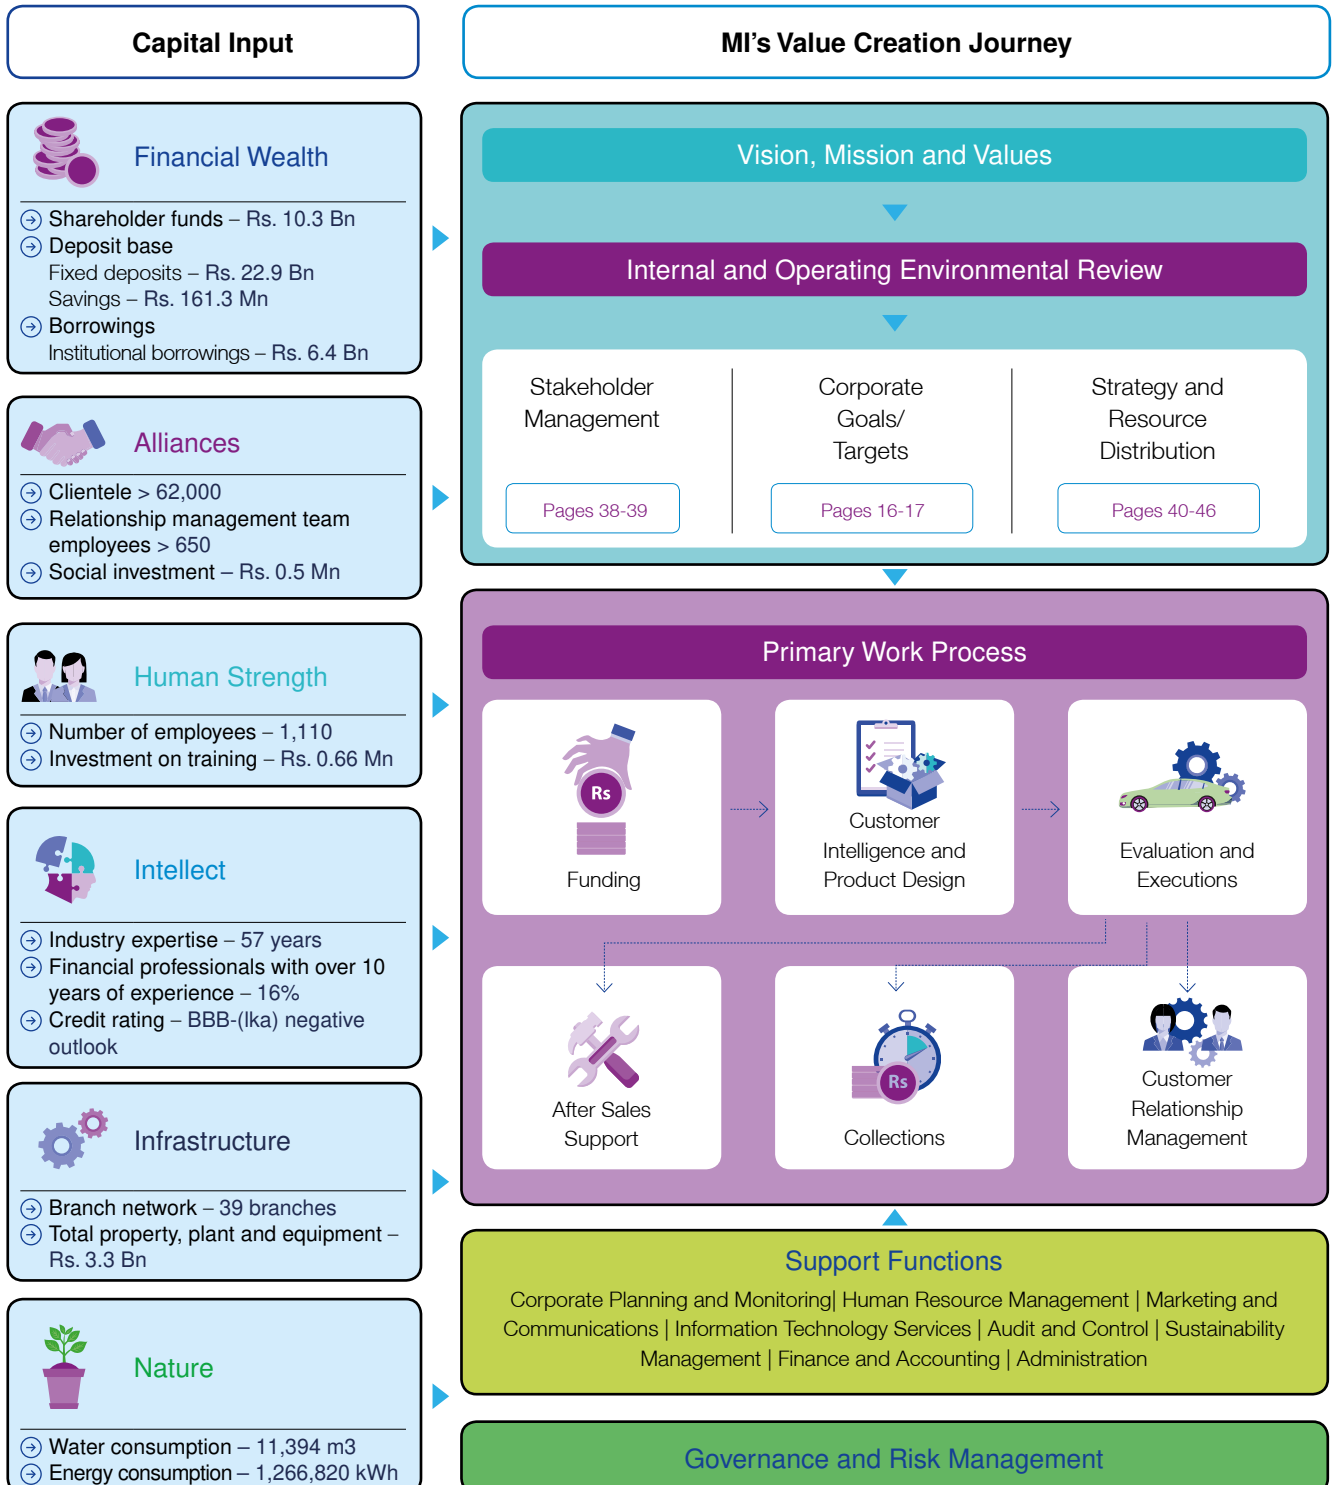 Capital Input
Financial Wealth
Shareholder funds – Rs. 10.3 Bn
Deposit base
Fixed deposits – Rs. 22.9 Bn
Savings – Rs. 161.3 Mn
Borrowings
Institutional borrowings – Rs. 6.4 Bn
Alliances
Clientele > 62,000
Relationship management team
employees > 650
Social investment – Rs. 0.5 Mn
Human Strength
Number of employees – 1,110
Investment on training – Rs. 0.66 Mn
Intellect
Industry expertise – 57 years
Financial professionals with over 10
years of experience – 16%
Credit rating – BBB-(lka) negative
outlook
Infrastructure
Branch network – 39 branches
Total property, plant and equipment –
Rs. 3.3 Bn
Nature
Water consumption – 11,394 m3
Energy consumption – 1,266,820 kWh
MI's Value Creation Journey
Vision, Mission and Values
Internal and Operating Environmental Review
Stakeholder
Management
Pages 38-39
Corporate
Goals/
Targets
Pages 16-17
Strategy and
Resource
Distribution
Pages 40-46
Primary Work Process
Rs
Funding
Customer
Intelligence and
Product Design
Evaluation and
Executions
After Sales
Support
Rs
Collections
Customer
Relationship
Management
Support Functions
Corporate Planning and Monitoring| Human Resource Management | Marketing and
Communications | Information Technology Services | Audit and Control | Sustainability
Management | Finance and Accounting | Administration
Governance and Risk Management